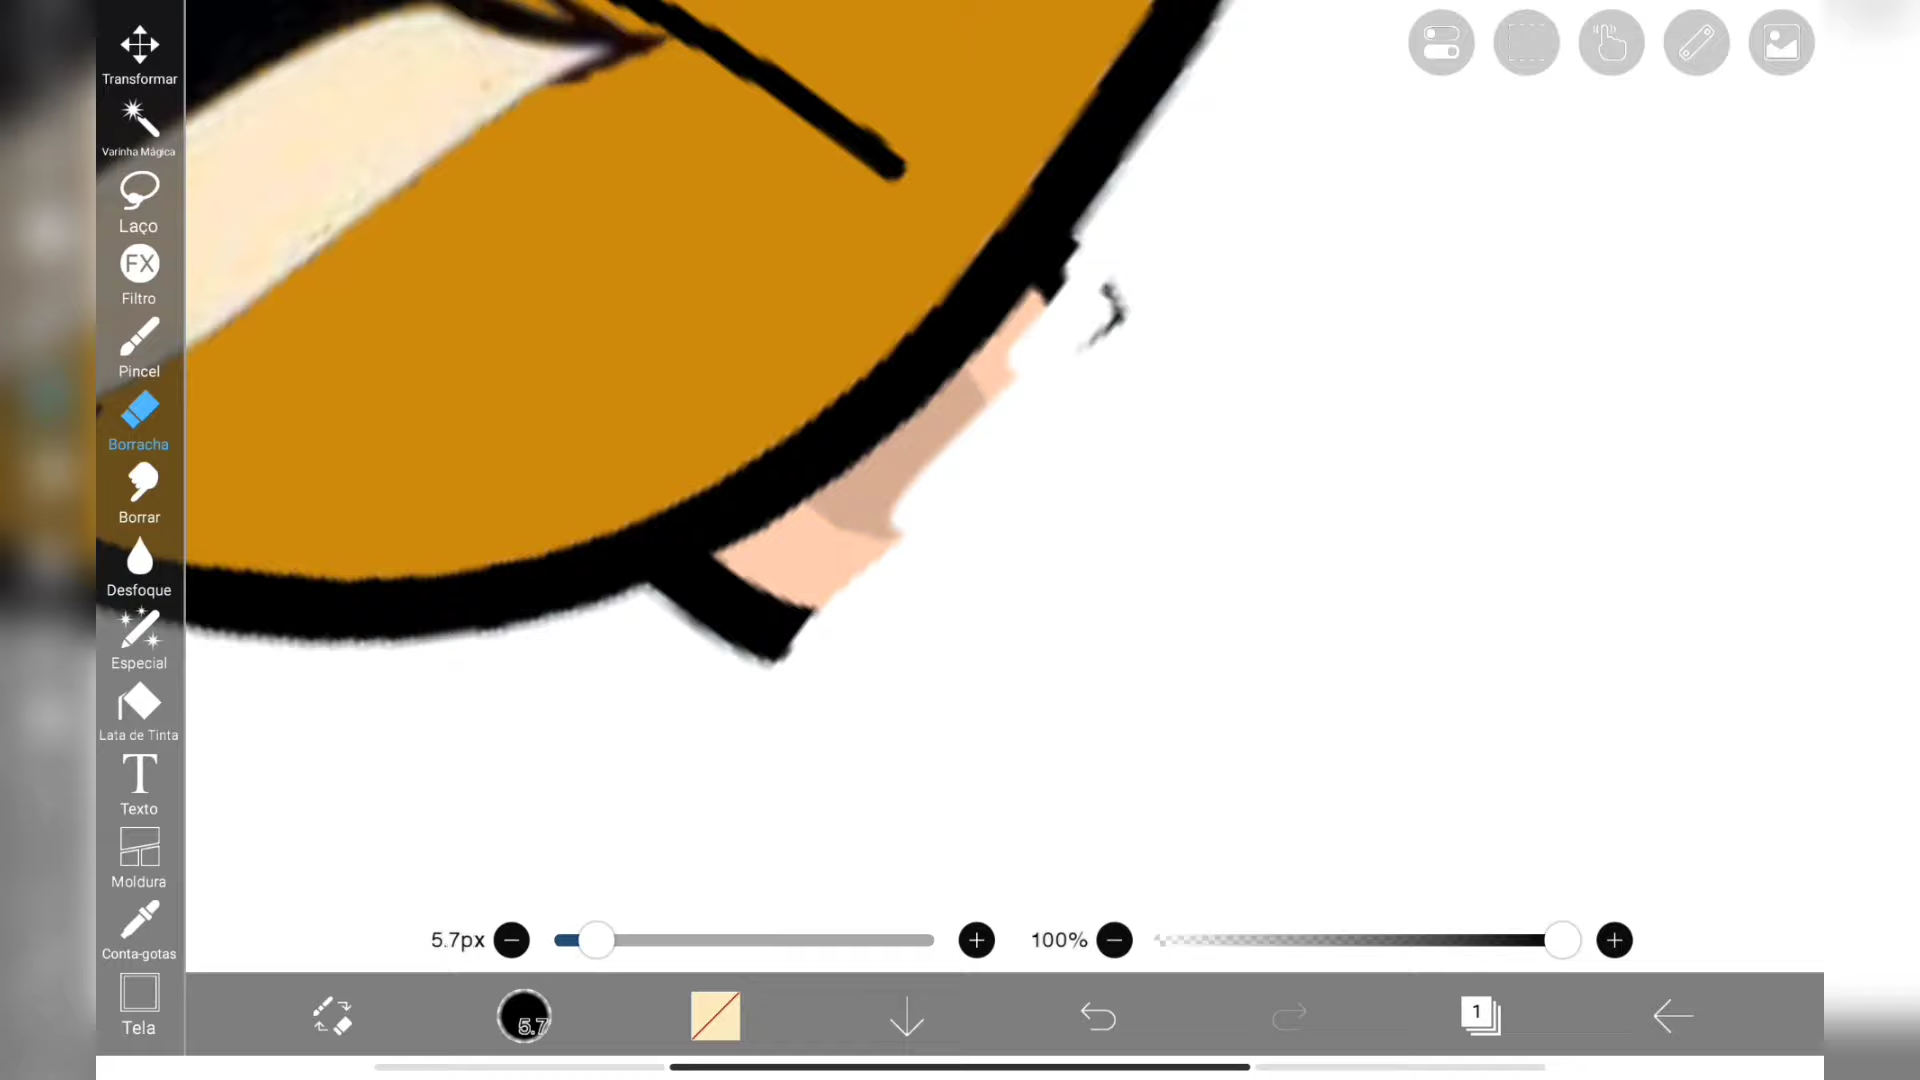 Transformar
Varinha Mágica
Laço
FX
Filtro
Pincel
Borracha
Borrar
Desfoque
Especial
Lata de Tinta
T
Texto
Moldura
Conta-gotas
Tela
5.7px
100%
5.7
1